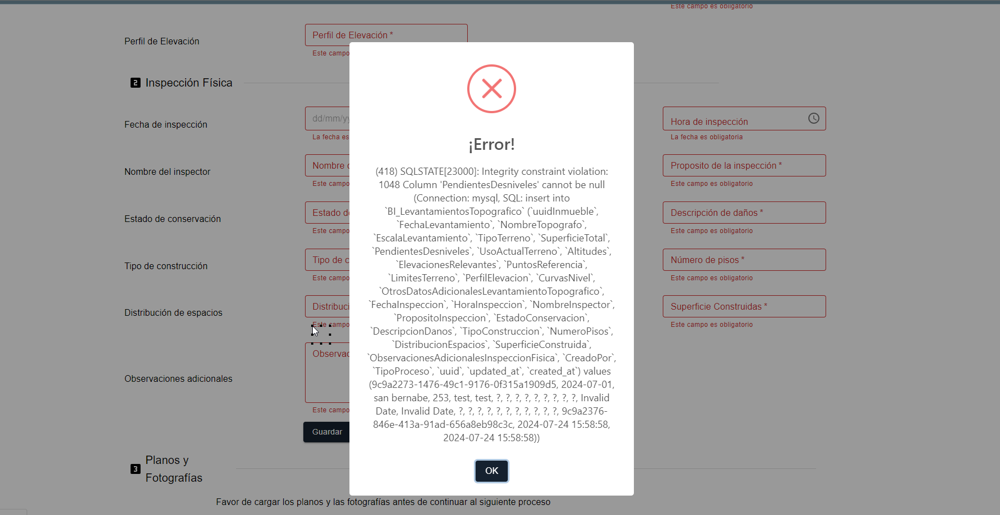 Este campo es obligatorio
Perfil de Elevación
Perfil de Elevación *
Este campo
2 Inspección Física
Fecha de inspección
dd/mm/yy
La fecha es
Hora de inspección
La fecha es obligatoria
Nombre del inspector
Nombre d
Este campo
Proposito de la inspección *
Este campo es obligatorio
Estado de conservación
Estado de
Este campo
Descripción de daños *
Este campo es obligatorio
Tipo de construcción
Tipo de c
Este campo
Número de pisos *
Este campo es obligatorio
Distribución de espacios
Distribuci
Este campo
Superficie Construidas *
Este campo es obligatorio
Observaciones adicionales
Observac
Este campo
Guardar
3 Planos y
Fotografías
Favor de cargar los planos y las fotografías antes de continuar al siguiente proceso
¡Error!
(418) SQLSTATE[23000]: Integrity constraint violation:
1048 Column 'PendientesDesniveles' cannot be null
(Connection: mysql, SQL: insert into
`BI_LevantamientosTopografico` (`uuidInmueble`,
`FechaLevantamiento`, `NombreTopografo`,
`EscalaLevantamiento`, `TipoTerreno`, `SuperficieTotal`,
`PendientesDesniveles`, `UsoActualTerreno`, `Altitudes`,
`ElevacionesRelevantes`, `PuntosReferencia`,
`LimitesTerreno`, `PerfilElevacion`, `CurvasNivel`,
`OtrosDatosAdicionalesLevantamientoTopografico`,
`FechaInspeccion`, `HoraInspeccion`, `NombreInspector`,
`PropositoInspeccion`, `EstadoConservacion`,
`DescripcionDanos`, `TipoConstruccion`, `NumeroPisos`,
`DistribucionEspacios`, `SuperficieConstruida`,
`ObservacionesAdicionalesInspeccionFisica`, `CreadoPor`,
`TipoProceso`, `uuid`, `updated_at`, `created_at`) values
(9c9a2273-1476-49c1-9176-0f315a1909d5, 2024-07-01,
san bernabe, 253, test, test, ?, ?, ?, ?, ?, ?, ?, ?, ?, Invalid
Date, Invalid Date, ?, ?, ?, ?, ?, ?, ?, ?, ?, ?, ?, 9c9a2376-
846e-413a-91ad-656a8eb98c3c, 2024-07-24 15:58:58,
2024-07-24 15:58:58))
OK